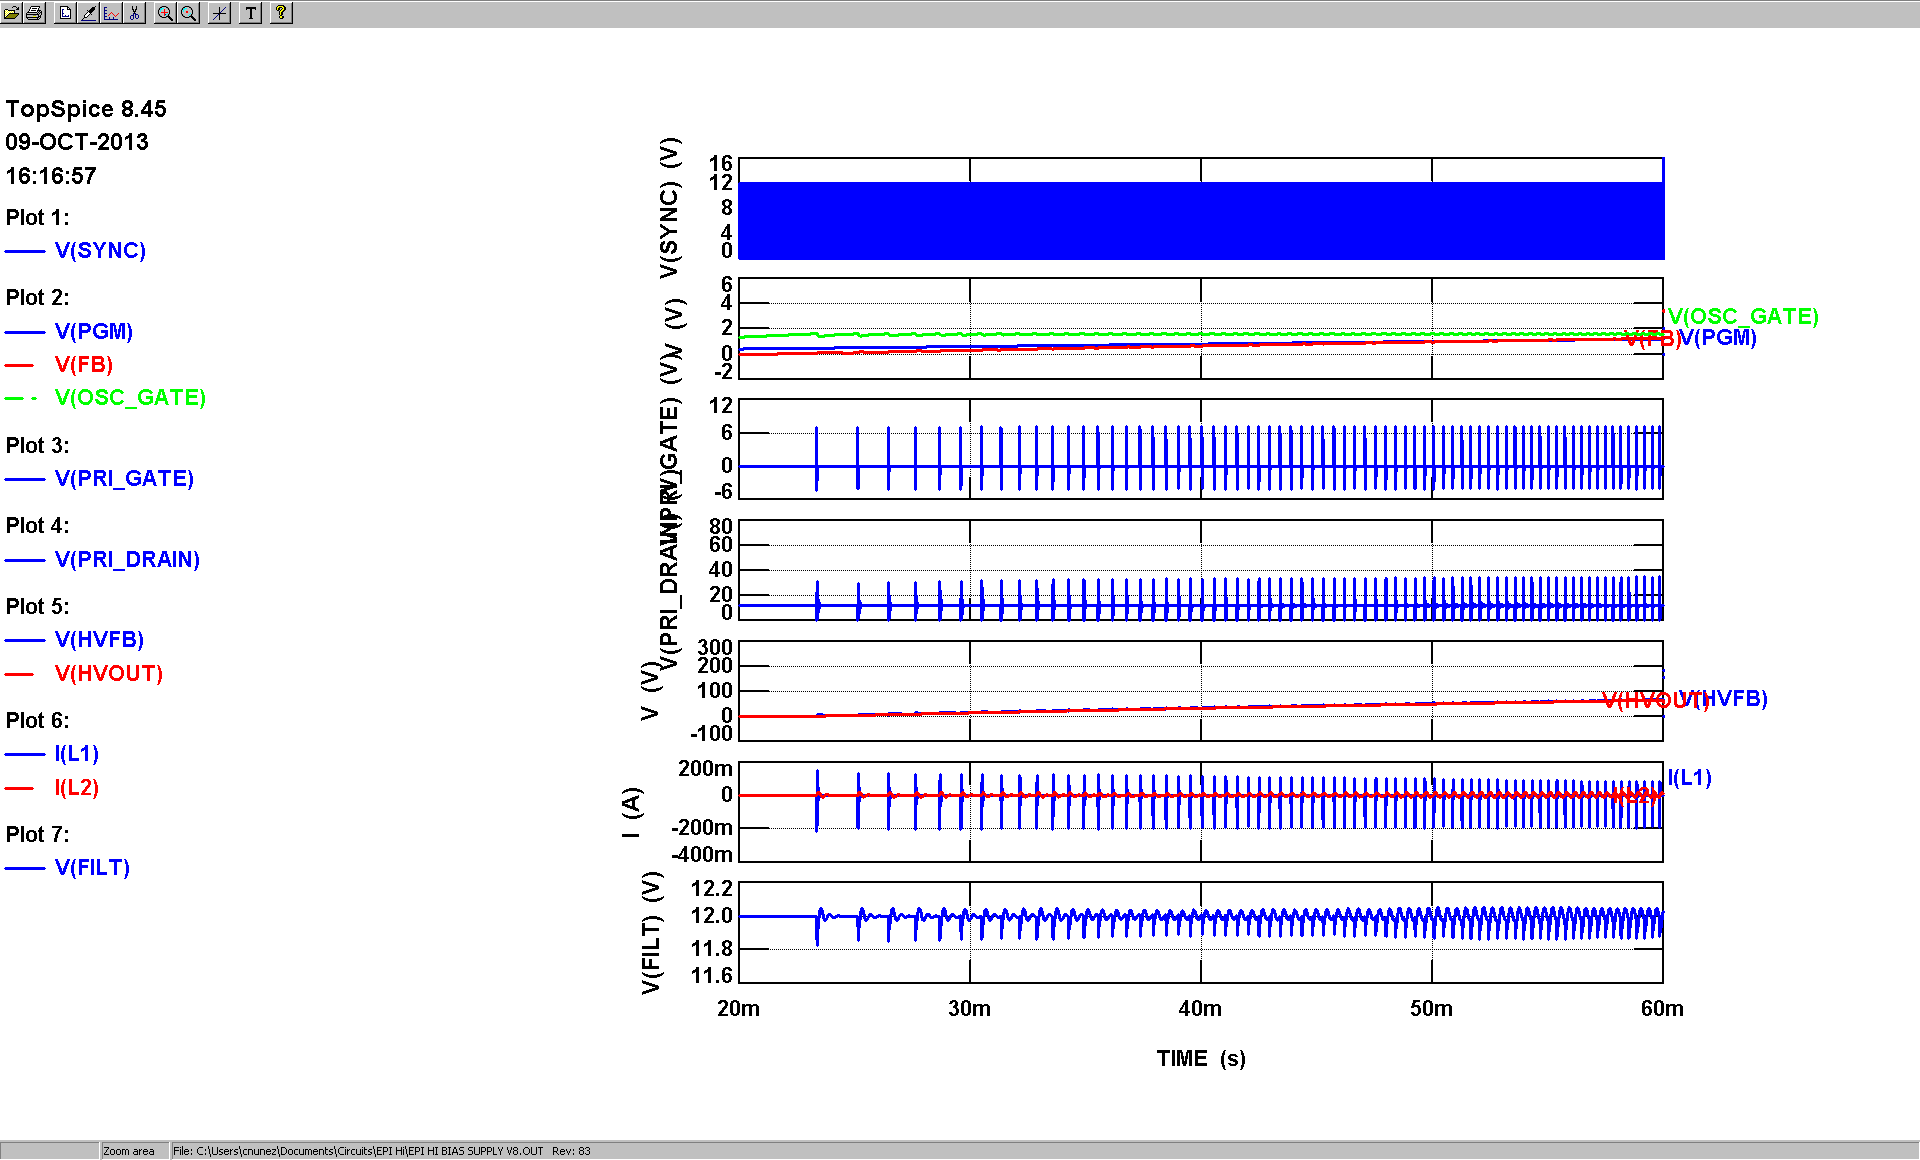 T ?
TopSpice 8.45
09-OCT-2013
16:16:57
Plot 1:
V(SYNC)
Plot 2:
V(PGM)
V(FB)
V(OSC_GATE)
Plot 3:
V(PRI_GATE)
Plot 4:
V(PRI_DRAIN)
Plot 5:
V(HVFB)
V(HVOUT)
Plot 6:
I(L1)
I(L2)
Plot 7:
V(FILT)
V(SYNC) (V)
16
12
8
4
0
V (V)
6
4
2
0
-2
V(OSC_GATE)
V(FB)
V(PGM)
V(PRI_GATE) (V)
12
6
0
-6
V(PRI_DRAIN) (V)
80
60
40
20
0
V (V)
300
200
100
0
-100
V(HVOUT)
V(HVFB)
I (A)
200m
0
-200m
-400m
I(L1)
I(L2)
V(FILT) (V)
12.2
12.0
11.8
11.6
20m 30m 40m 50m 60m
TIME (s)
Zoom area File: C:\Users\cnunez\Documents\Circuits\EPI Hi\EPI HI BIAS SUPPLY V8.OUT Rev: 83